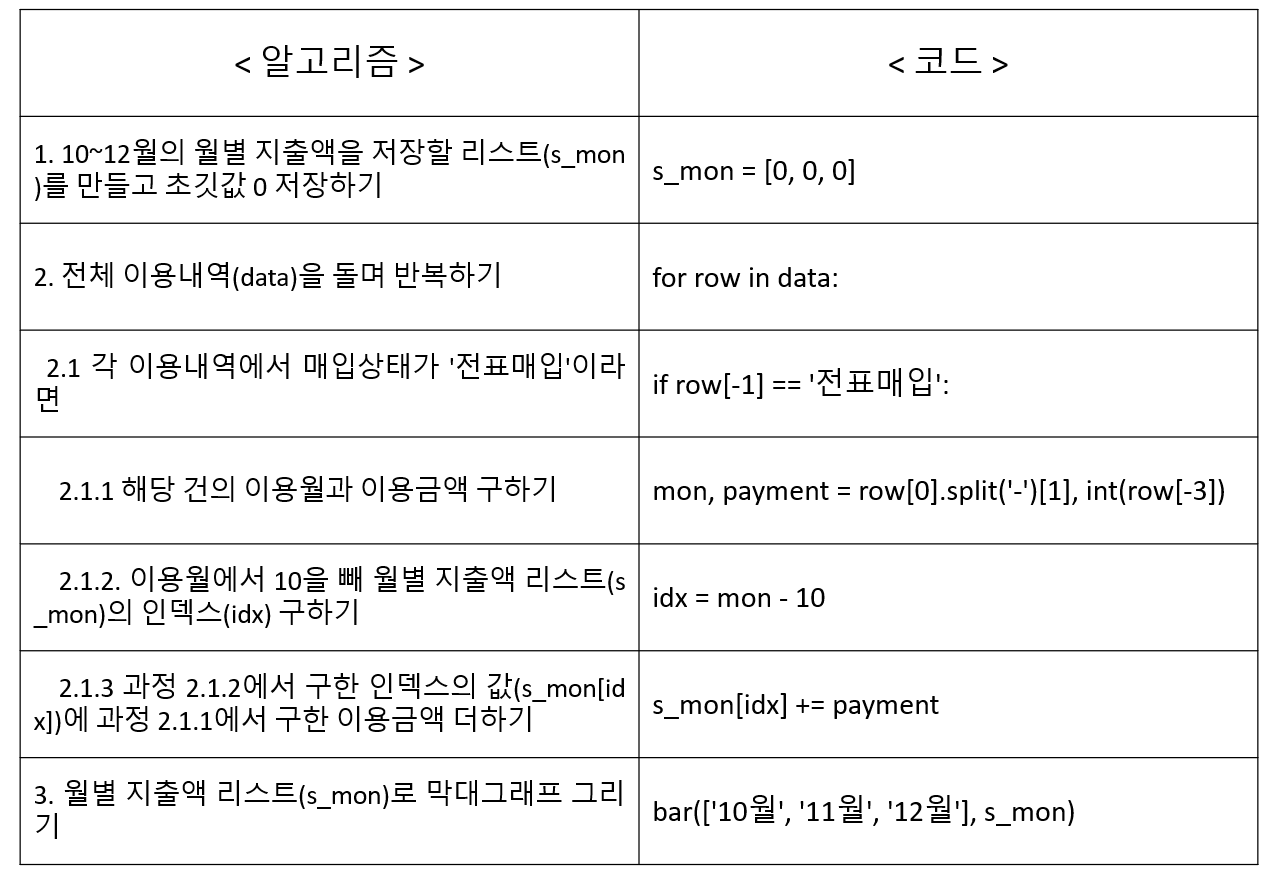 < 알고리즘 >
< 코드 >
1. 10~12월의 월별 지출액을 저장할 리스트(s_mon
)를 만들고 초깃값 0 저장하기
s_mon = [0, 0, 0]
2. 전체 이용내역(data)을 돌며 반복하기
for row in data:
2.1 각 이용내역에서 매입상태가 '전표매입'이라
면
if row[-1] == '전표매입':
2.1.1 해당 건의 이용월과 이용금액 구하기
mon, payment = row[0].split('-')[1], int(row[-3])
2.1.2. 이용월에서 10을 빼 월별 지출액 리스트(s
_mon)의 인덱스(idx) 구하기
idx = mon - 10
2.1.3 과정 2.1.2에서 구한 인덱스의 값(s_mon[id
x])에 과정 2.1.1에서 구한 이용금액 더하기
s_mon[idx] += payment
3. 월별 지출액 리스트(s_mon)로 막대그래프 그리
기
bar(['10월', '11월', '12월'], s_mon)